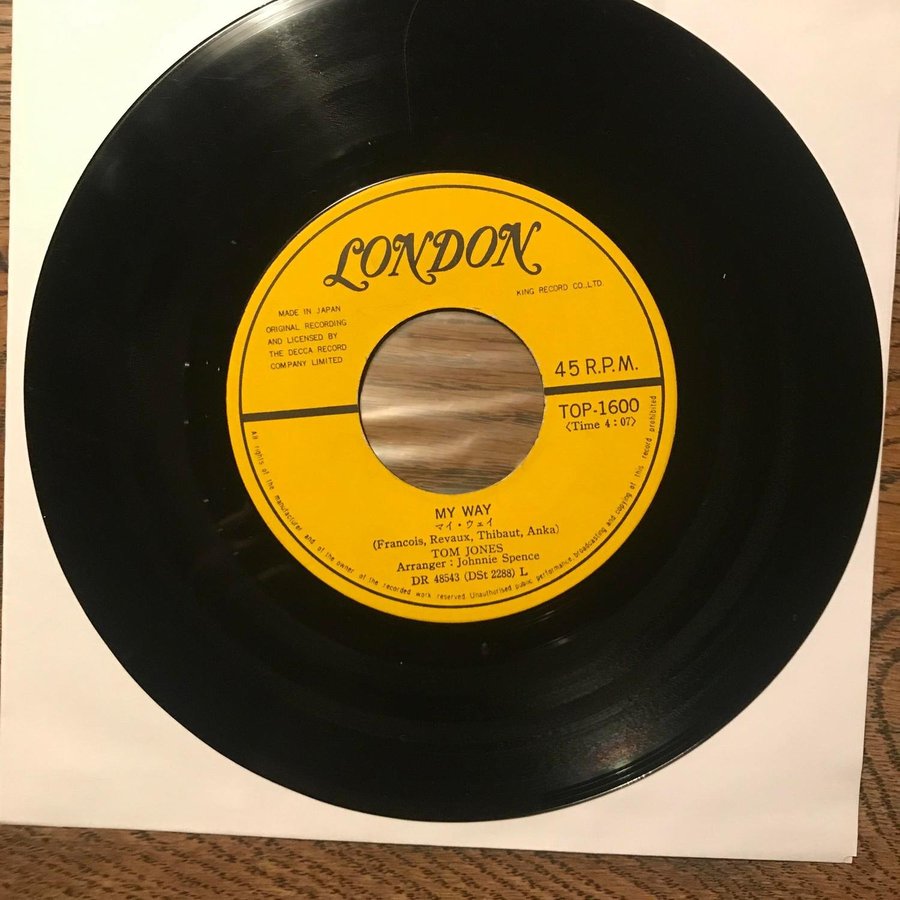 LONDON
KING RECORD CO.,LTD.
MADE IN JAPAN
ORIGINAL RECORDING
AND LICENSED BY
THE DECCA RECORD
COMPANY LIMITED
45 R.P.M.
TOP-1600
〈Time 4:07〉
MY WAY
マイ・ウェイ
(Francois, Revaux, Thibaut, Anka)
TOM JONES
Arranger : Johnnie Spence
DR 48543 (DSt 2288) L
All rights of the manufacturer and of the owner of the recorded work reserved. Unauthorised public performance, broadcasting and copying of this record prohibited